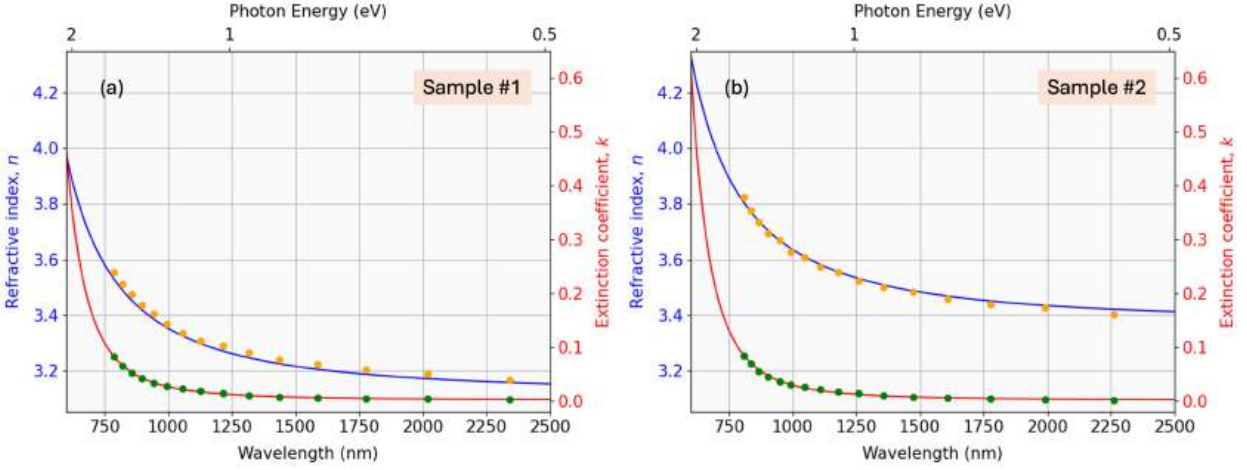 Photon Energy (eV)
2 1 0.5
(a)
Sample #1
4.2
4.0
3.8
3.6
3.4
3.2
Refractive index, n
0.6
0.5
0.4
0.3
0.2
0.1
0.0
Extinction coefficient, k
750 1000 1250 1500 1750 2000 2250 2500
Wavelength (nm)
Photon Energy (eV)
2 1 0.5
(b)
Sample #2
4.2
4.0
3.8
3.6
3.4
3.2
Refractive index, n
0.6
0.5
0.4
0.3
0.2
0.1
0.0
Extinction coefficient, k
750 1000 1250 1500 1750 2000 2250 2500
Wavelength (nm)